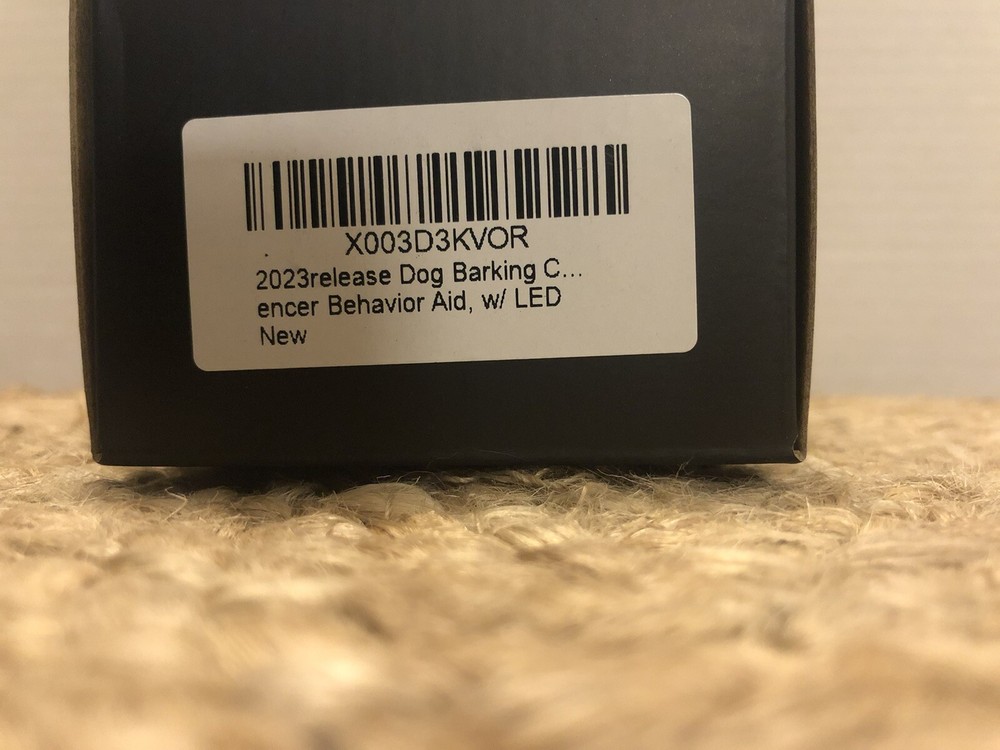 X003D3KVOR
2023release Dog Barking C...
encer Behavior Aid, w/ LED
New